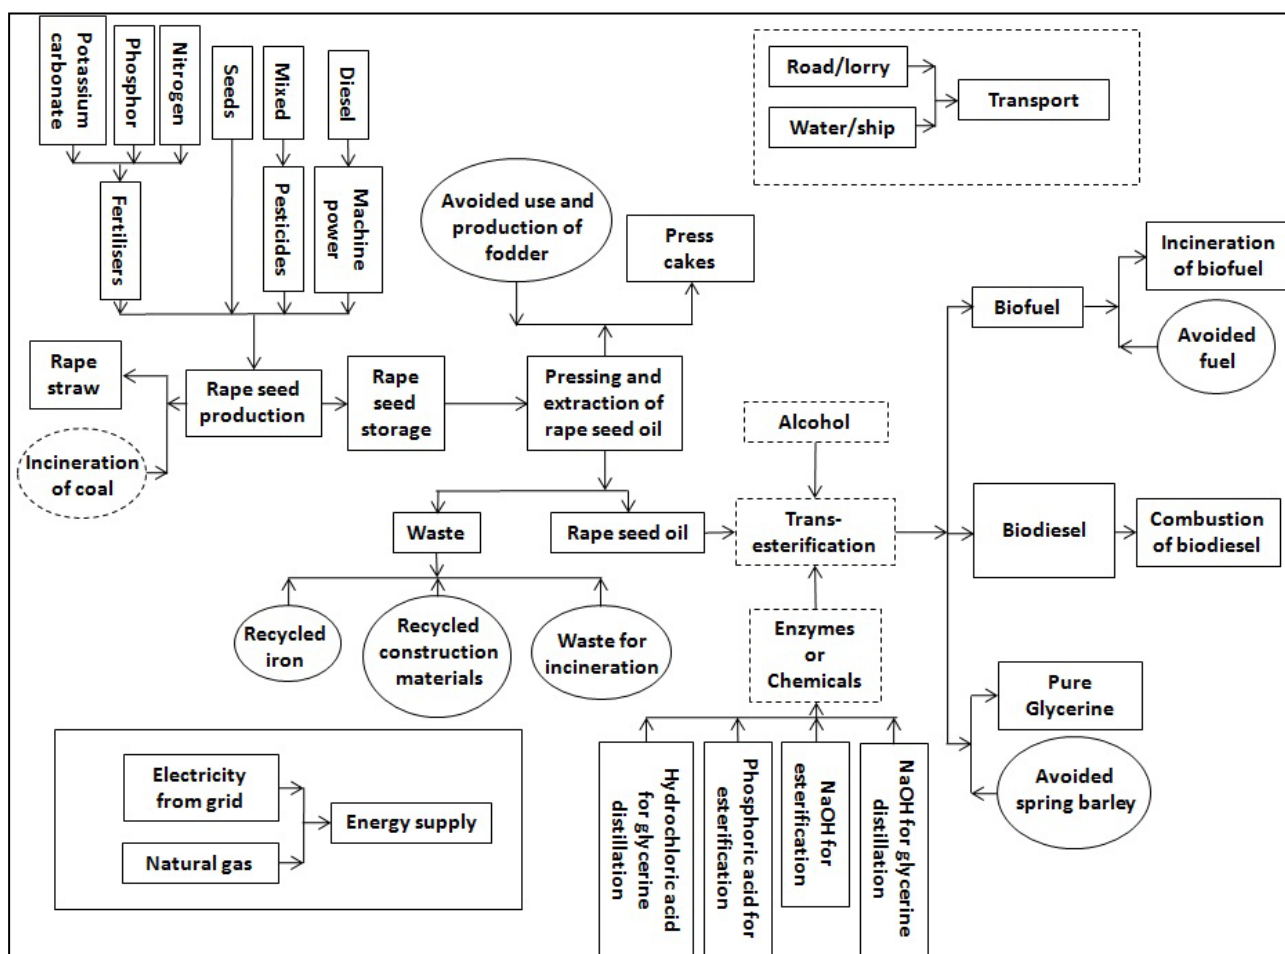 Potassium
carbonate
Phosphor
Nitrogen
Seeds
Mixed
Diesel
Fertilisers
Pesticides
Machine
power
Road/lorry
Water/ship
Transport
Avoided use and
production of
fodder
Press
cakes
Incineration
of biofuel
Biofuel
Avoided
fuel
Rape
straw
Rape seed
production
Rape
seed
storage
Pressing and
extraction of
rape seed oil
Incineration
of coal
Alcohol
Waste
Rape seed oil
Trans-
esterification
Biodiesel
Combustion
of biodiesel
Recycled
iron
Recycled
construction
materials
Waste for
incineration
Enzymes
or
Chemicals
Pure
Glycerine
Avoided
spring barley
Electricity
from grid
Natural gas
Energy supply
Hydrochloric acid
for glycerine
distillation
Phosphoric acid for
esterification
NaOH for
esterification
NaOH for glycerine
distillation